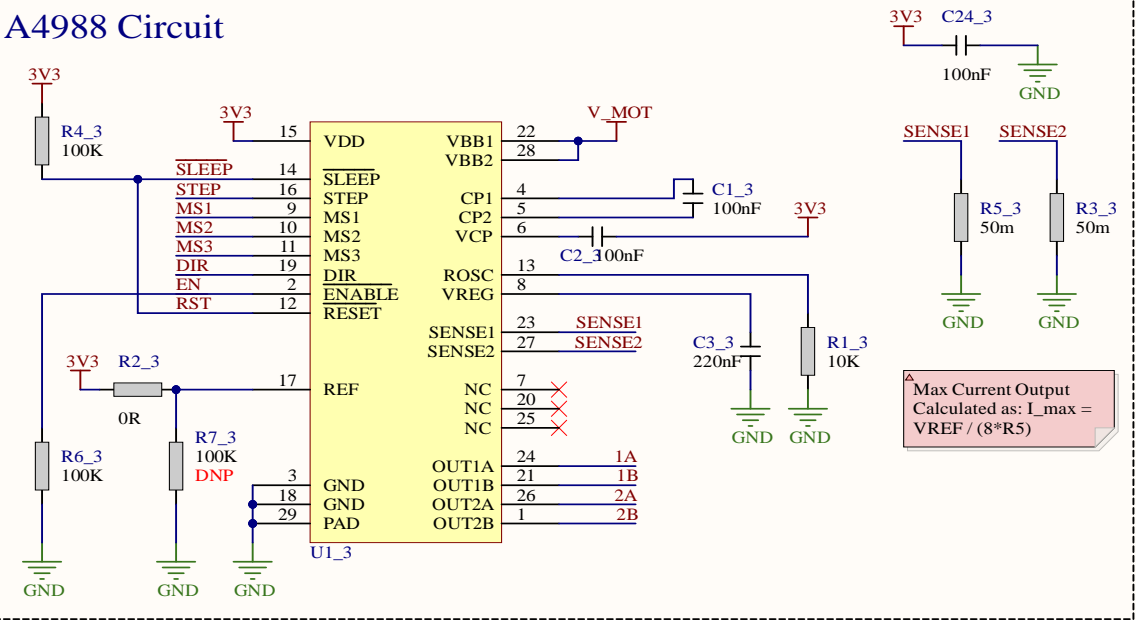 A4988 Circuit
3V3
C24_3
100nF
GND
3V3
R4_3
100K
3V3
V_MOT
SENSE1
SENSE2
R5_3
50m
R3_3
50m
GND
GND
SLEEP
STEP
MS1
MS2
MS3
DIR
EN
RST
15
14
16
9
10
11
19
2
12
17
3
18
29
VDD
SLEEP
STEP
MS1
MS2
MS3
DIR
ENABLE
RESET
REF
GND
GND
PAD
VBB1
VBB2
CP1
CP2
VCP
ROSC
VREG
SENSE1
SENSE2
NC
NC
NC
OUT1A
OUT1B
OUT2A
OUT2B
22
28
4
5
6
13
8
23
27
7
20
25
24
21
26
1
C1_3
100nF
3V3
C2_3
100nF
SENSE1
SENSE2
C3_3
220nF
R1_3
10K
GND
GND
1A
1B
2A
2B
3V3
R2_3
0R
R6_3
100K
R7_3
100K
DNP
GND
GND
GND
U1_3
Max Current Output
Calculated as: I_max =
VREF / (8*R5)